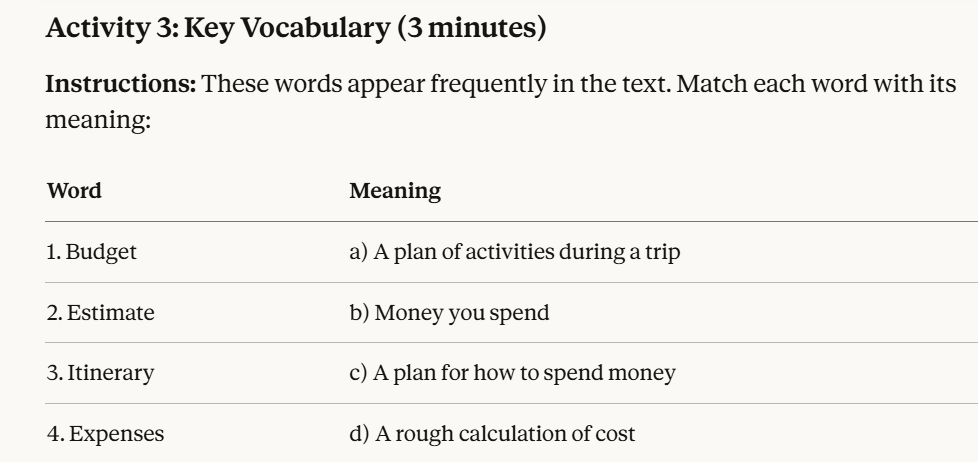 Activity 3: Key Vocabulary (3 minutes)
Instructions: These words appear frequently in the text. Match each word with its
meaning:
Word Meaning
1. Budget a) A plan of activities during a trip
2. Estimate b) Money you spend
3. Itinerary c) A plan for how to spend money
4. Expenses d) A rough calculation of cost